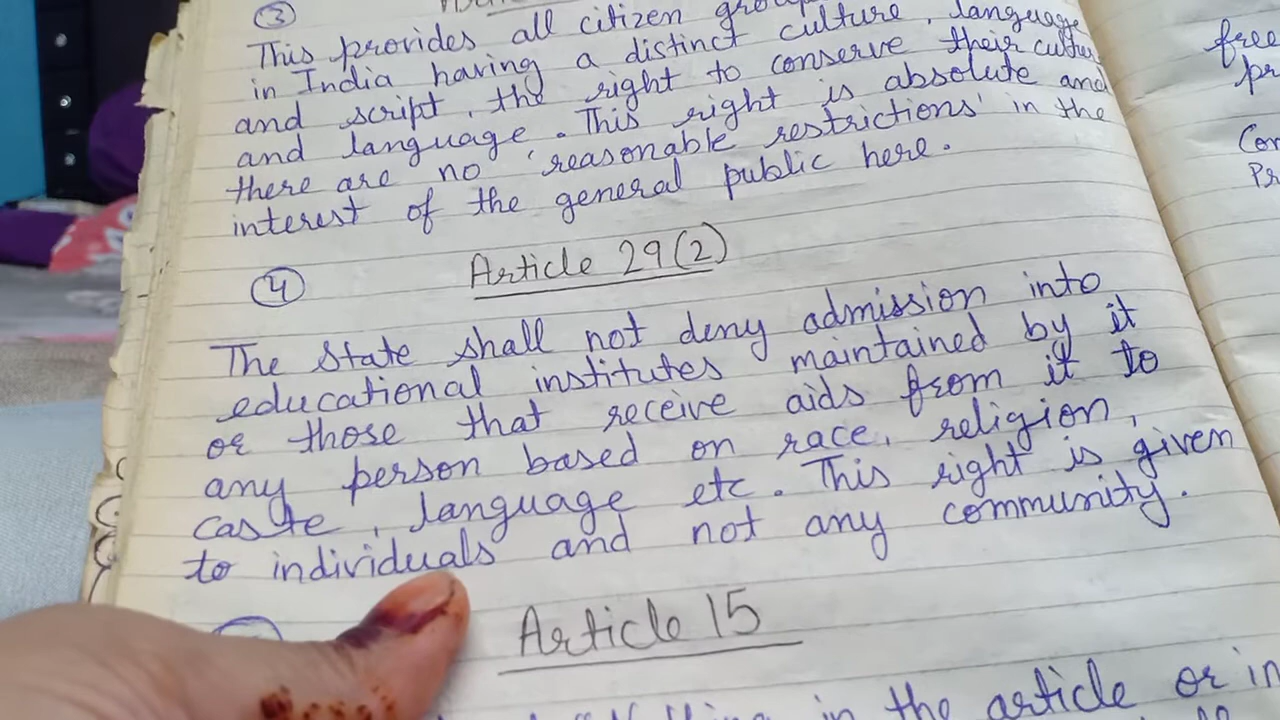 3
This provides all citizen
in India having a distinct culture, language
and script, the right to conserve their
and language. This right is absolute and
there are no 'reasonable restrictions' in the
interest of the general public here.
4 Article 29(2)
The State shall not deny admission into
educational institutes maintained by it
or those that receive aids from it to
any person based on race, religion,
caste, language etc. This right is given
to individuals and not any community.
Article 15
in the article or in
free
pr
Con
Pr